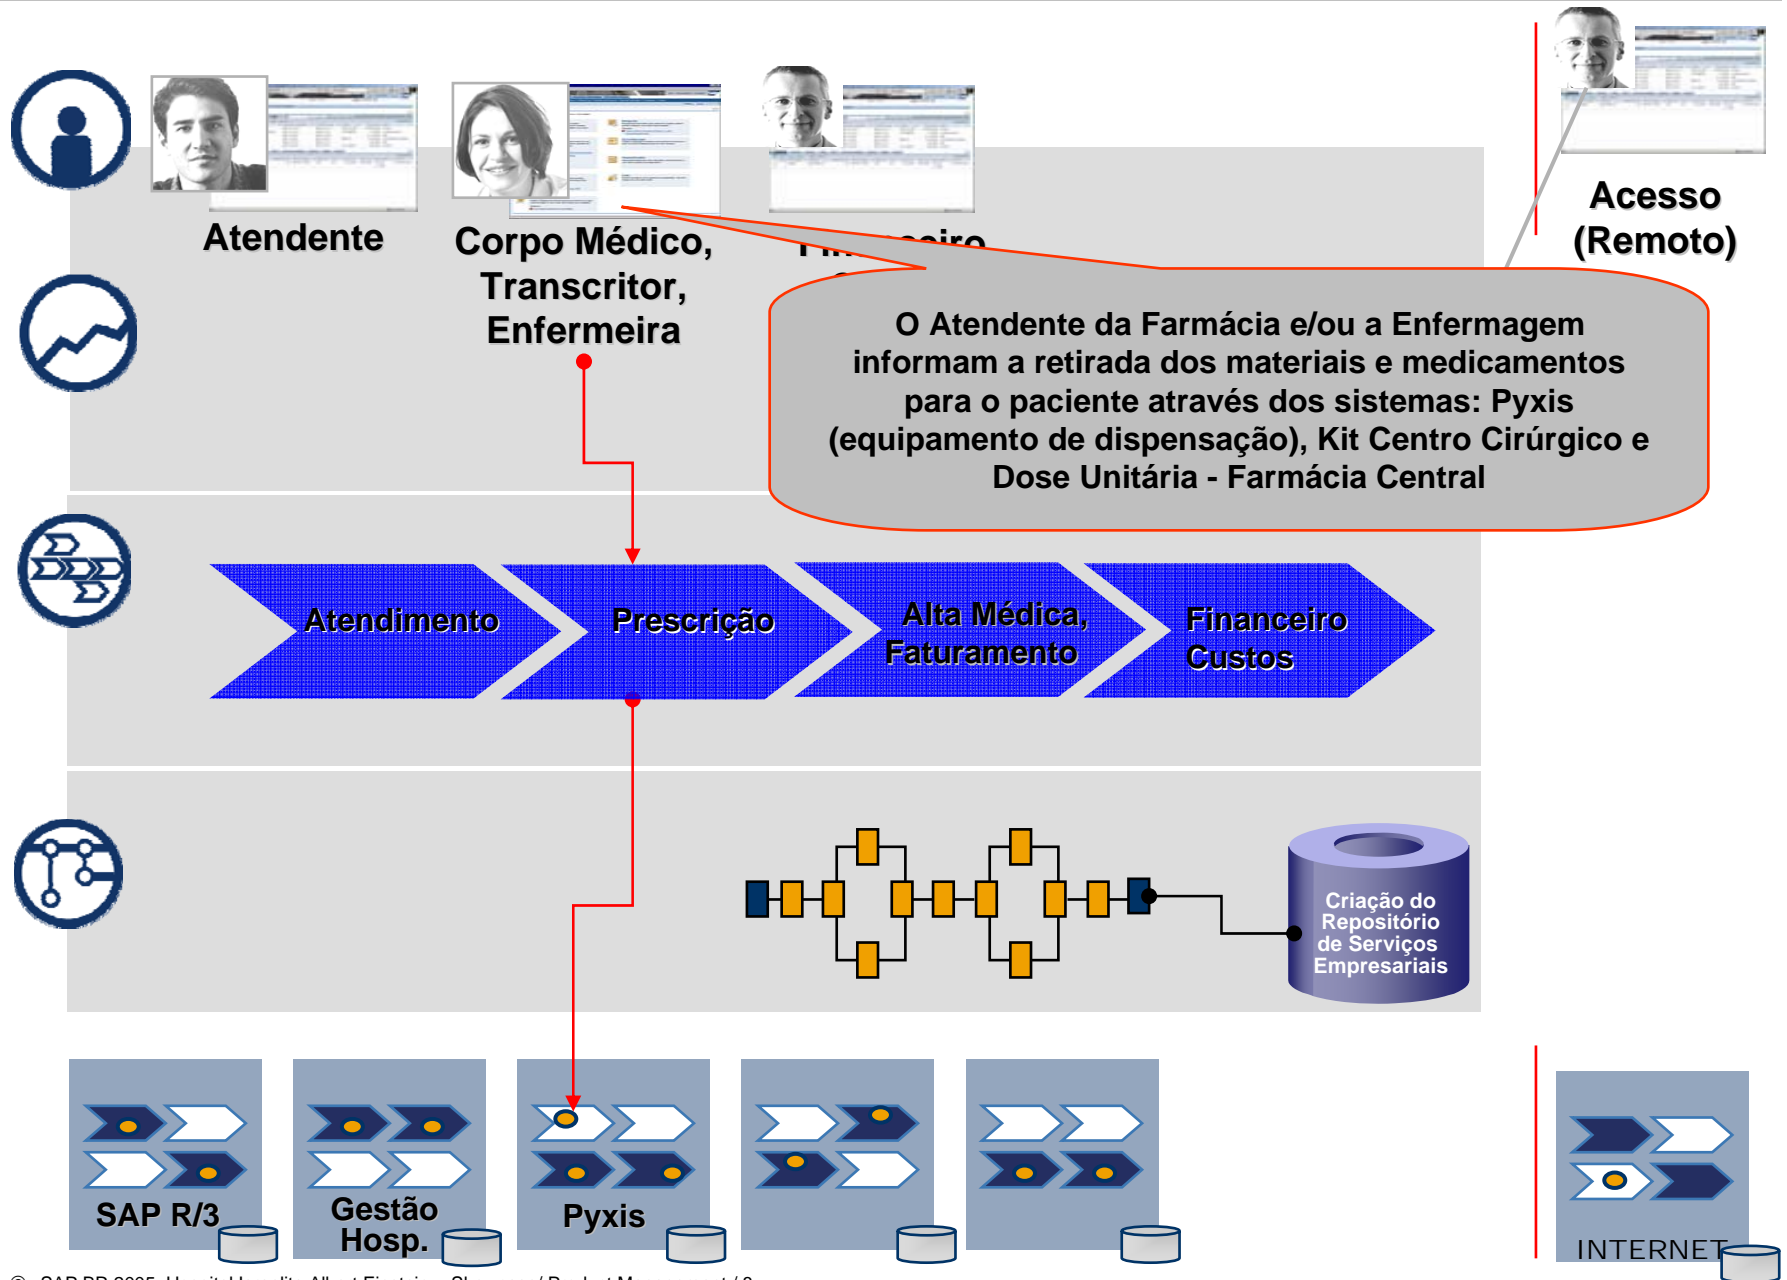 Acesso
(Remoto)
Atendente
Corpo Médico,
Transcritor,
Enfermeira
O Atendente da Farmácia e/ou a Enfermagem
informam a retirada dos materiais e medicamentos
para o paciente através dos sistemas: Pyxis
(equipamento de dispensação), Kit Centro Cirúrgico e
Dose Unitária - Farmácia Central
Atendimento
Prescrição
Alta Médica,
Faturamento
Financeiro
Custos
Criação do
Repositório
de Serviços
Empresariais
SAP R/3
Gestão
Hosp.
Pyxis
INTERNET